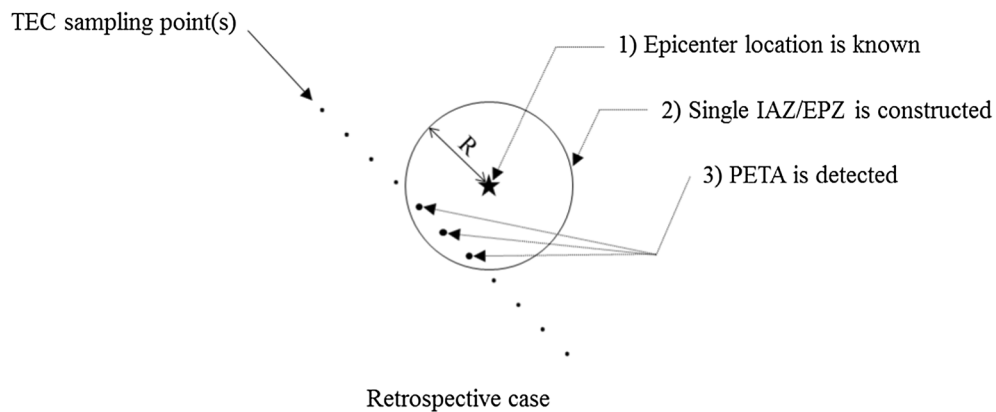 TEC sampling point(s)
1) Epicenter location is known
2) Single IAZ/EPZ is constructed
R
3) PETA is detected
Retrospective case